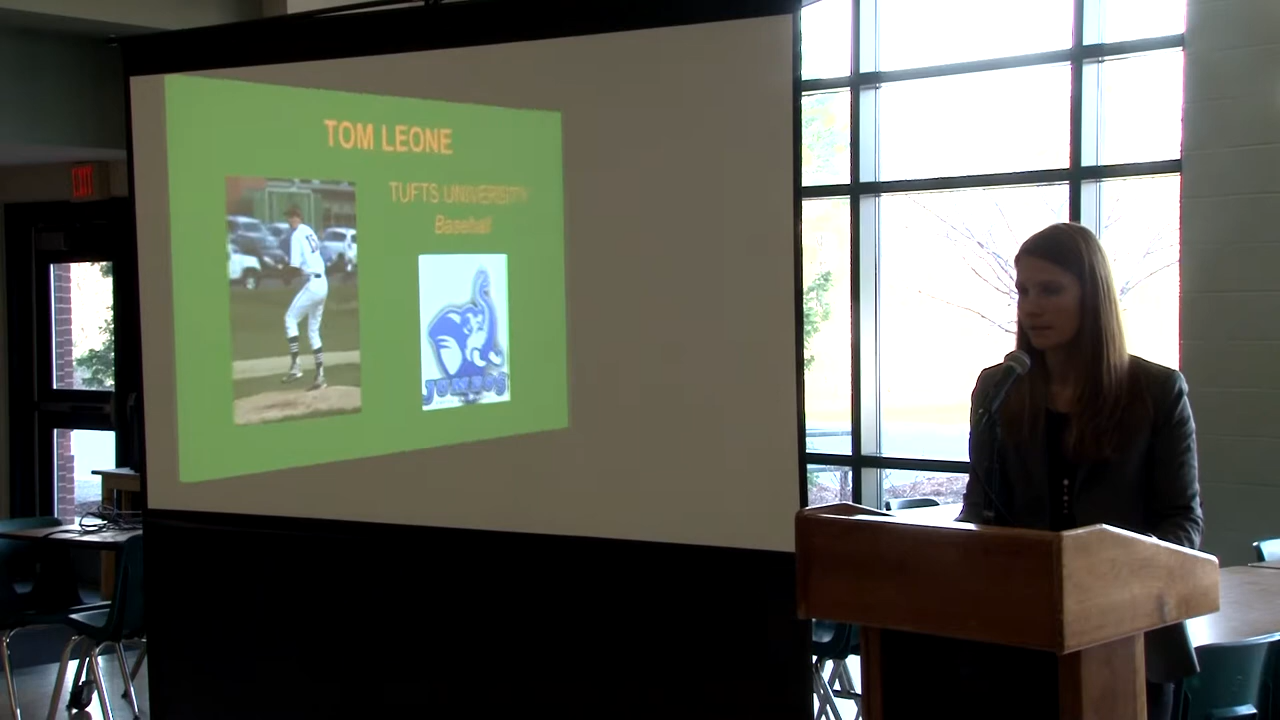 TOM LEONE
TUFTS UNIVERSITY
Baseball
JUMBOS
EXIT